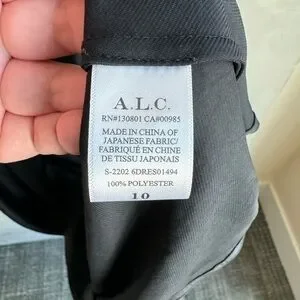 A.L.C.
RN#130801 CA#00985
MADE IN CHINA OF
JAPANESE FABRIC/
FABRIQUÉ EN CHINE
DE TISSU JAPONAIS
S-2202 6DRES01494
100% POLYESTER
10